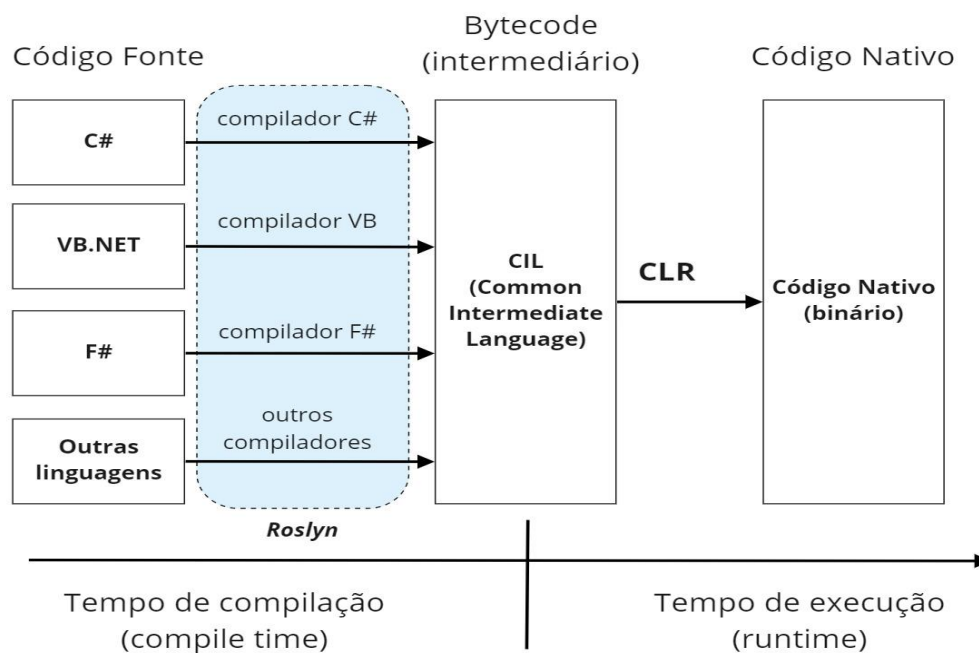 Código Fonte
Bytecode
(intermediário)
Código Nativo
C#
compilador C#
VB.NET
compilador VB
F#
compilador F#
Outras
linguagens
outros
compiladores
Roslyn
CIL
(Common
Intermediate
Language)
CLR
Código Nativo
(binário)
Tempo de compilação
(compile time)
Tempo de execução
(runtime)